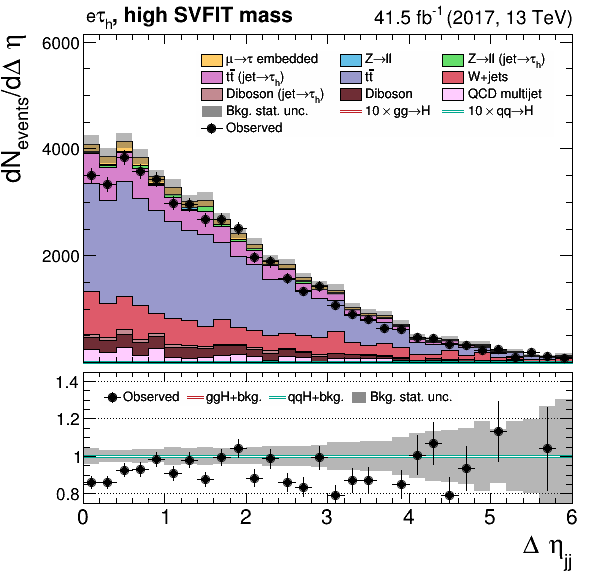 eτh, high SVFIT mass 41.5 fb⁻¹ (2017, 13 TeV)
dN_events/dΔ η
6000
4000
2000
μ→τ embedded Z→ll Z→ll (jet→τh)
tt̄ (jet→τh) tt̄ W+jets
Diboson (jet→τh) Diboson QCD multijet
Bkg. stat. unc. 10 × gg→H 10 × qq→H
Observed
1.4
Observed ggH+bkg. qqH+bkg. Bkg. stat. unc.
1.2
1
0.8
0 1 2 3 4 5 6
Δ η_jj